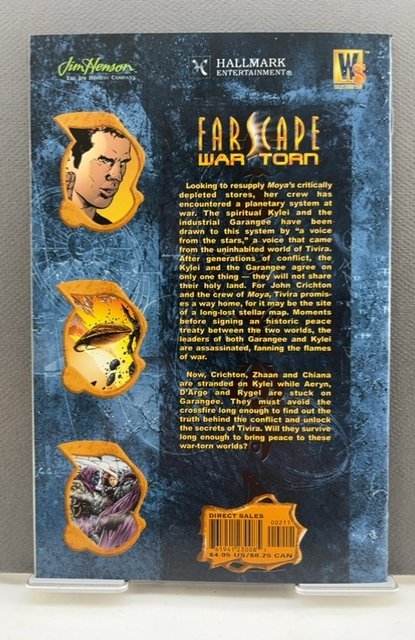 Jim Henson
THE JIM HENSON COMPANY
HALLMARK
ENTERTAINMENT®
WS
FARSCAPE
WAR TORN
Looking to resupply Moya's critically
depleted stores, her crew has
encountered a planetary system at
war. The spiritual Kylei and the
industrial Garangee have been
drawn to this system by “a voice
from the stars,” a voice that came
from the uninhabited world of Tivira.
After generations of conflict, the
Kylei and the Garangee agree on
only one thing — they will not share
their holy land. For John Crichton
and the crew of Moya, Tivira promis-
es a way home, for it may be the site
of a long-lost stellar map. Moments
before signing an historic peace
treaty between the two worlds, the
leaders of both Garangee and Kylei
are assassinated, fanning the flames
of war.
Now, Crichton, Zhaan and Chiana
are stranded on Kylei while Aeryn,
D'Argo and Rygel are stuck on
Garangee. They must avoid the
crossfire long enough to find out the
truth behind the conflict and unlock
the secrets of Tivira. Will they survive
long enough to bring peace to these
war-torn worlds?
DIRECT SALES
00211
61941 23008
$4.95 US/$8.25 CAN